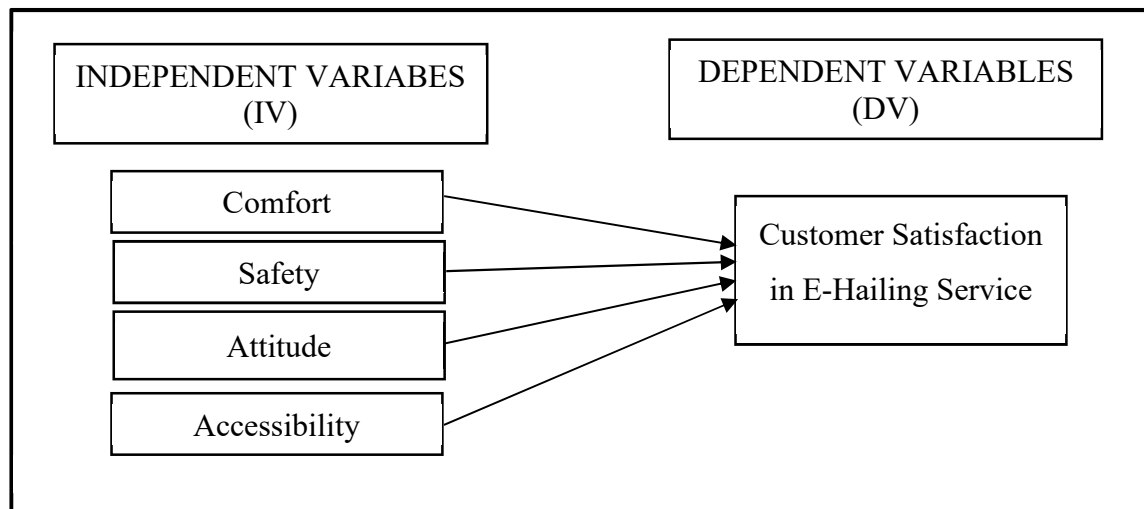 INDEPENDENT VARIABES
(IV)
DEPENDENT VARIABLES
(DV)
Comfort
Safety
Attitude
Accessibility
Customer Satisfaction
in E-Hailing Service